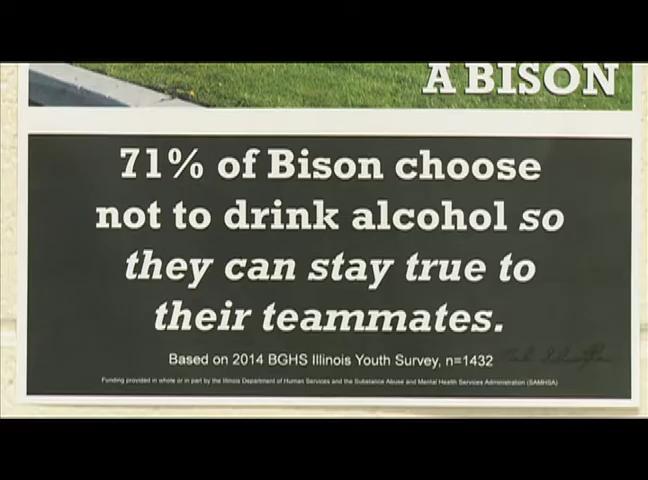 A BISON
71% of Bison choose
not to drink alcohol so
they can stay true to
their teammates.
Based on 2014 BGHS Illinois Youth Survey, n=1432
Funding provided in whole or in part by the Illinois Department of Human Services and the Substance Abuse and Mental Health Services Administration (SAMHSA)